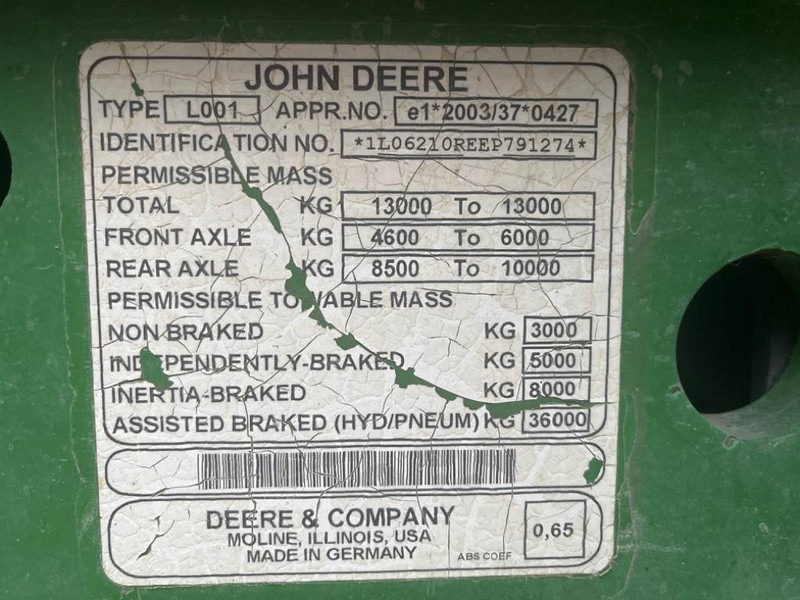 JOHN DEERE
TYPE L001 APPR.NO. e1*2003/37*0427
IDENTIFICATION NO. *1L06210REEP791274*
PERMISSIBLE MASS
TOTAL KG 13000 To 13000
FRONT AXLE KG 4600 To 6000
REAR AXLE KG 8500 To 10000
PERMISSIBLE TOWABLE MASS
NON BRAKED KG 3000
INDEPENDENTLY-BRAKED KG 5000
INERTIA-BRAKED KG 8000
ASSISTED BRAKED (HYD/PNEUM) KG 36000
DEERE & COMPANY
MOLINE, ILLINOIS, USA
MADE IN GERMANY
ABS COEF 0,65